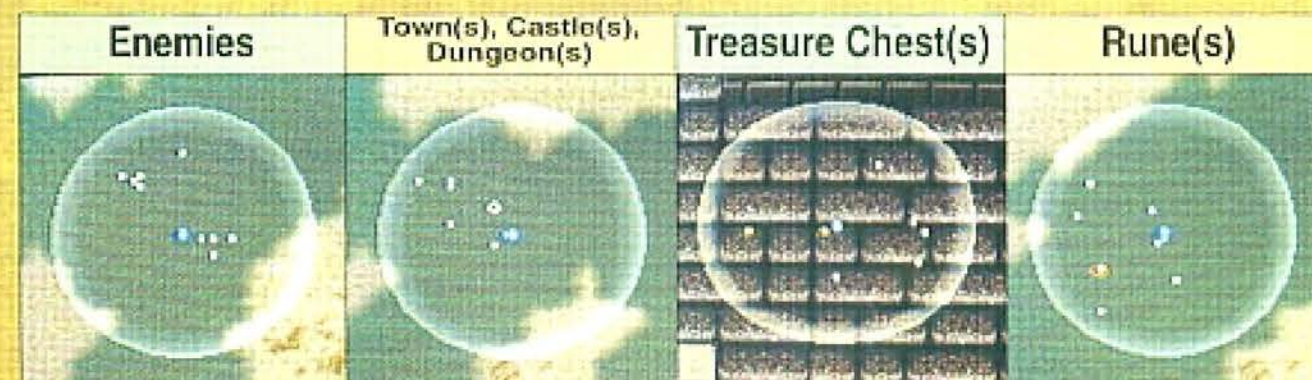 Enemies
Town(s), Castle(s),
Dungeon(s)
Treasure Chest(s)
Rune(s)